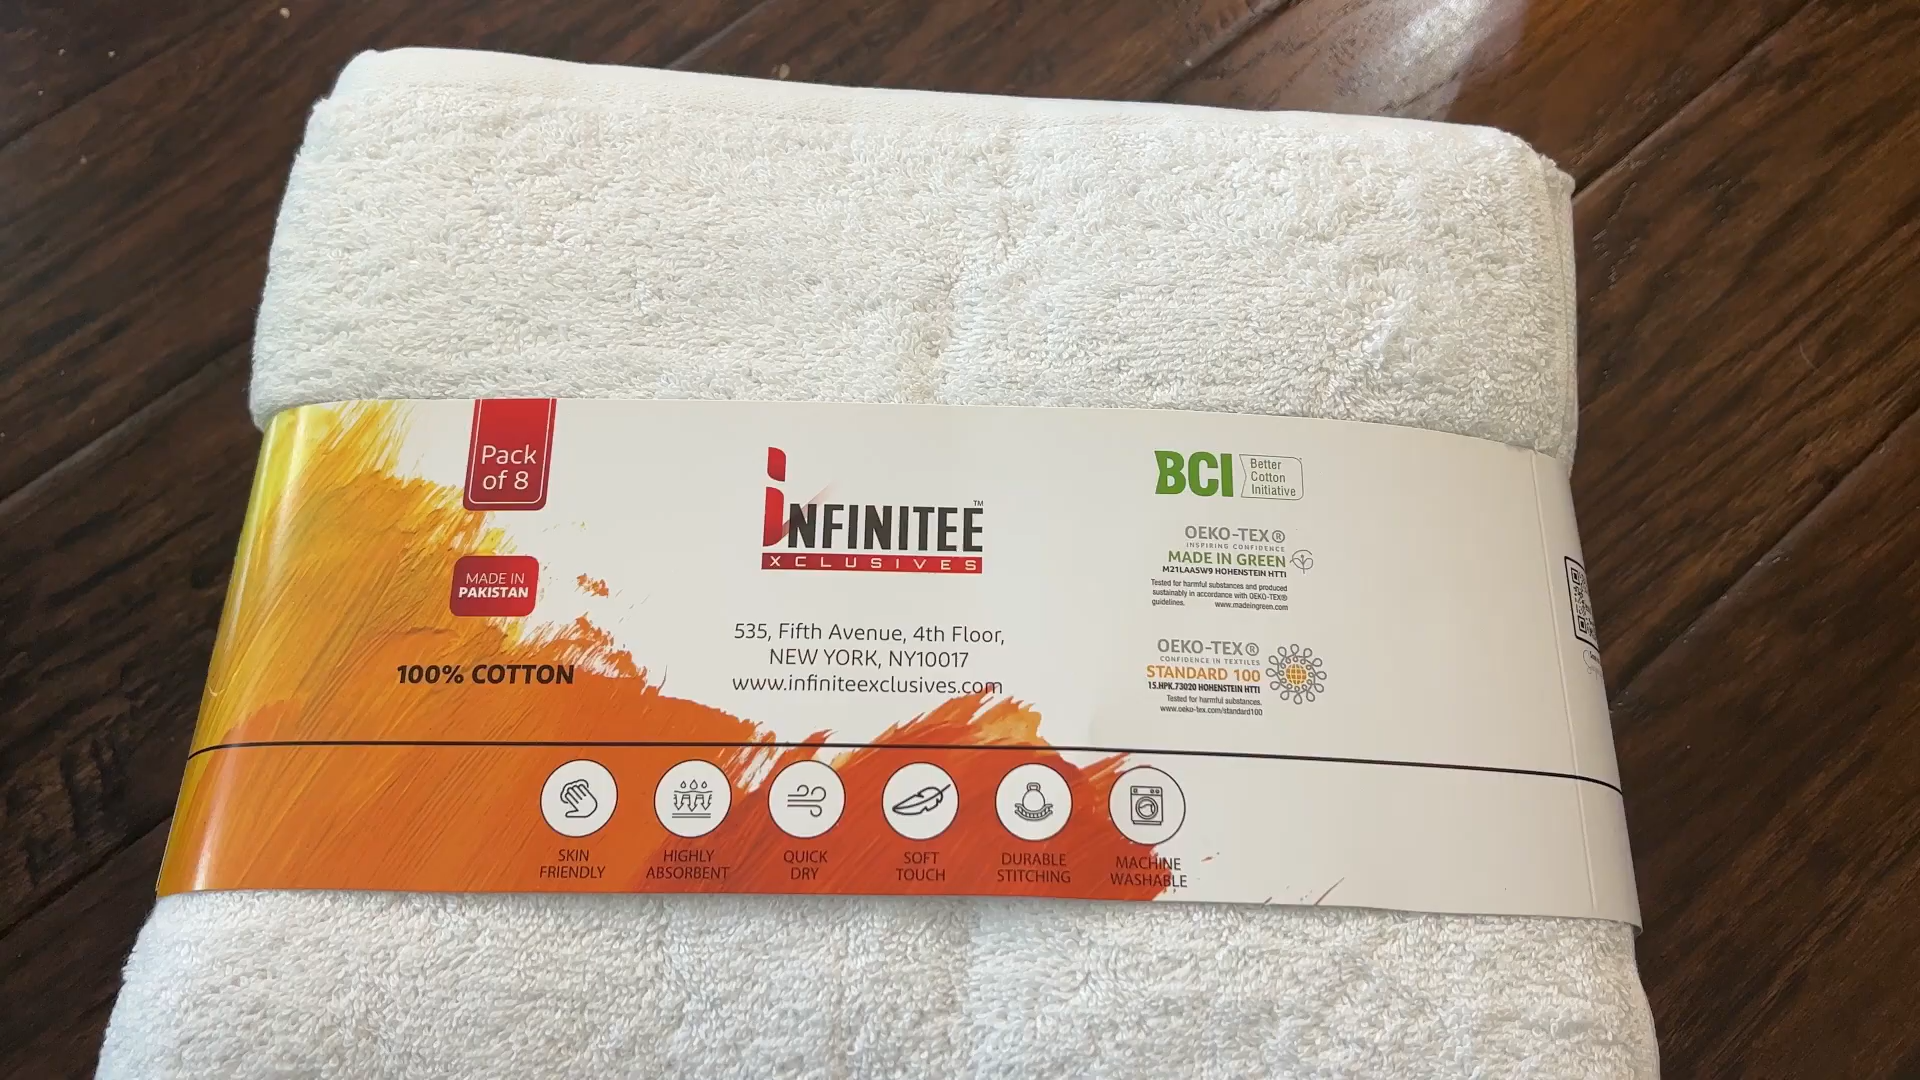 Pack
of 8
MADE IN
PAKISTAN
100% COTTON
iNFINITEE™
XCLUSIVES
535, Fifth Avenue, 4th Floor,
NEW YORK, NY10017
www.infiniteexclusives.com
BCI
Better
Cotton
Initiative
OEKO-TEX®
INSPIRING CONFIDENCE
MADE IN GREEN
M21LAA5W9 HOHENSTEIN HTTI
Tested for harmful substances and produced
sustainably in accordance with OEKO-TEX®
guidelines. www.madeingreen.com
OEKO-TEX®
CONFIDENCE IN TEXTILES
STANDARD 100
15.HPK.73020 HOHENSTEIN HTTI
Tested for harmful substances.
www.oeko-tex.com/standard100
SKIN
FRIENDLY
HIGHLY
ABSORBENT
QUICK
DRY
SOFT
TOUCH
DURABLE
STITCHING
MACHINE
WASHABLE